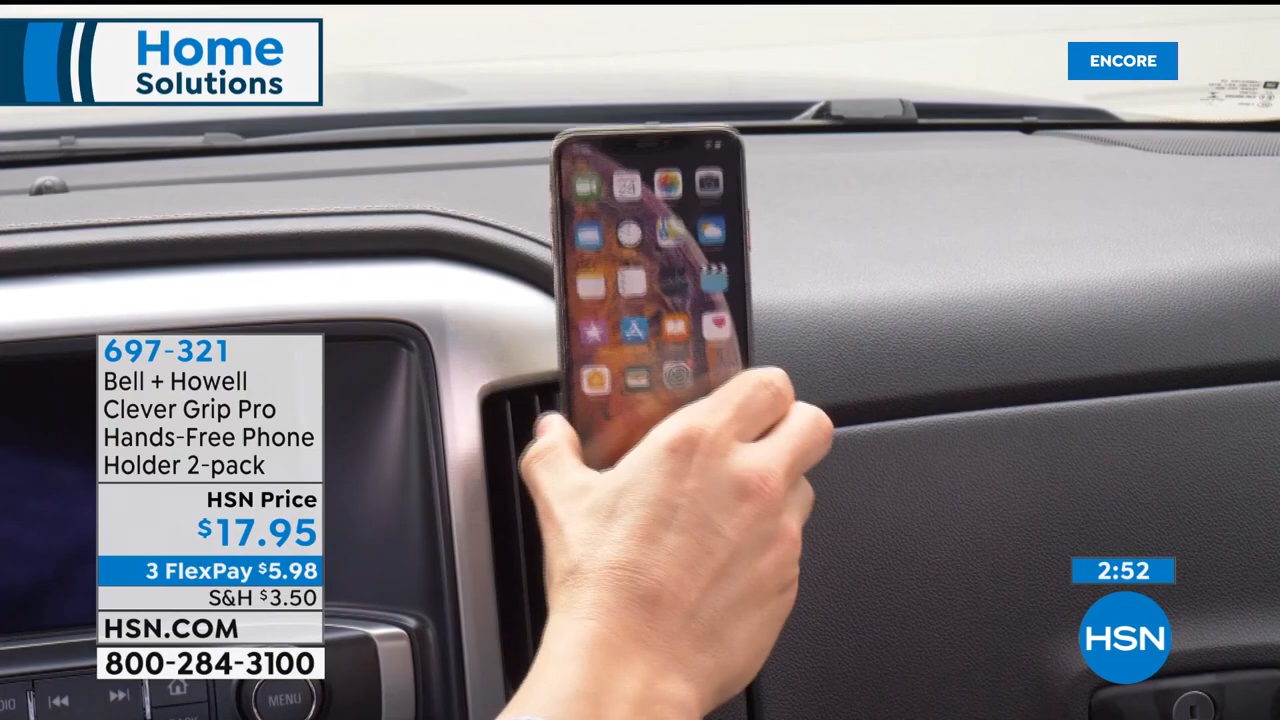 Home
Solutions
ENCORE
697-321
Bell + Howell
Clever Grip Pro
Hands-Free Phone
Holder 2-pack
HSN Price
$17.95
3 FlexPay $5.98
S&H $3.50
HSN.COM
800-284-3100
MENU
2:52
HSN